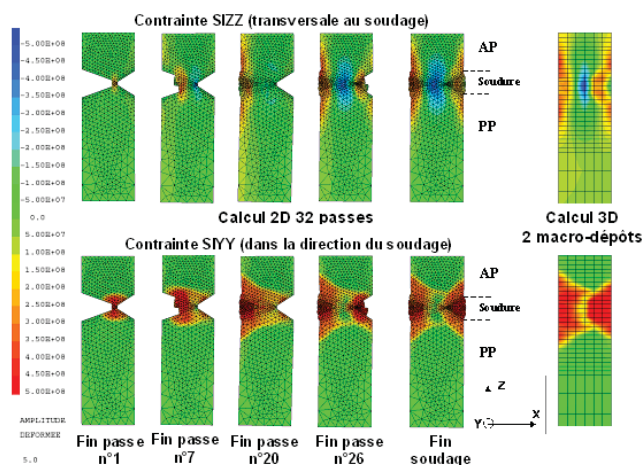 Contrainte SIZZ (transversale au soudage)
-5.00E+08
-4.50E+08
-4.00E+08
-3.50E+08
-3.00E+08
-2.50E+08
-2.00E+08
-1.50E+08
-1.00E+08
-5.00E+07
0.0
5.00E+07
1.00E+08
1.50E+08
2.00E+08
2.50E+08
3.00E+08
3.50E+08
4.00E+08
4.50E+08
5.00E+08
AMPLITUDE
DEFORMEE
5.0
AP
Soudure
PP
Calcul 2D 32 passes
Calcul 3D
2 macro-dépôts
Contrainte SIYY (dans la direction du soudage)
AP
Soudure
PP
Z
Y
X
Fin passe
n°1
Fin passe
n°7
Fin passe
n°20
Fin passe
n°26
Fin
soudage